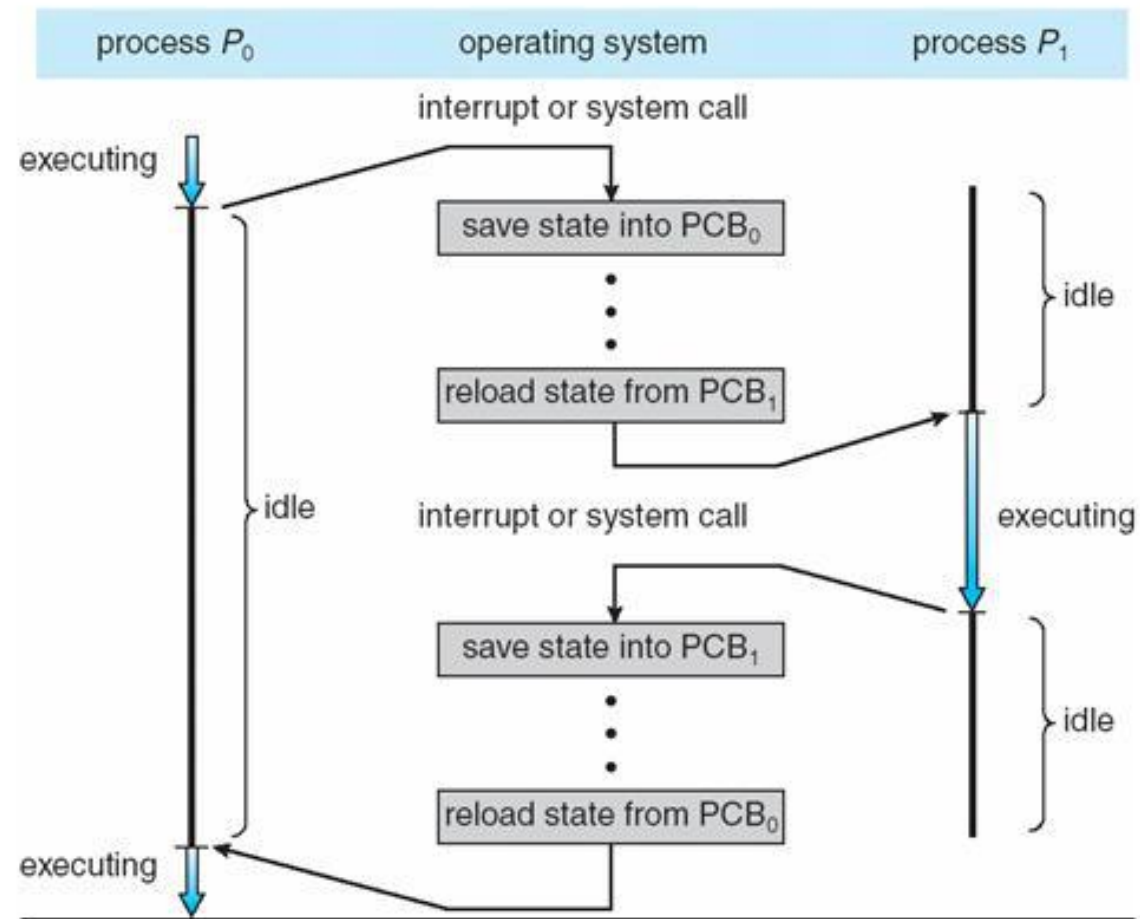 process P₀ operating system process P₁
interrupt or system call
executing
save state into PCB₀
idle
reload state from PCB₁
idle
interrupt or system call
executing
save state into PCB₁
idle
reload state from PCB₀
executing